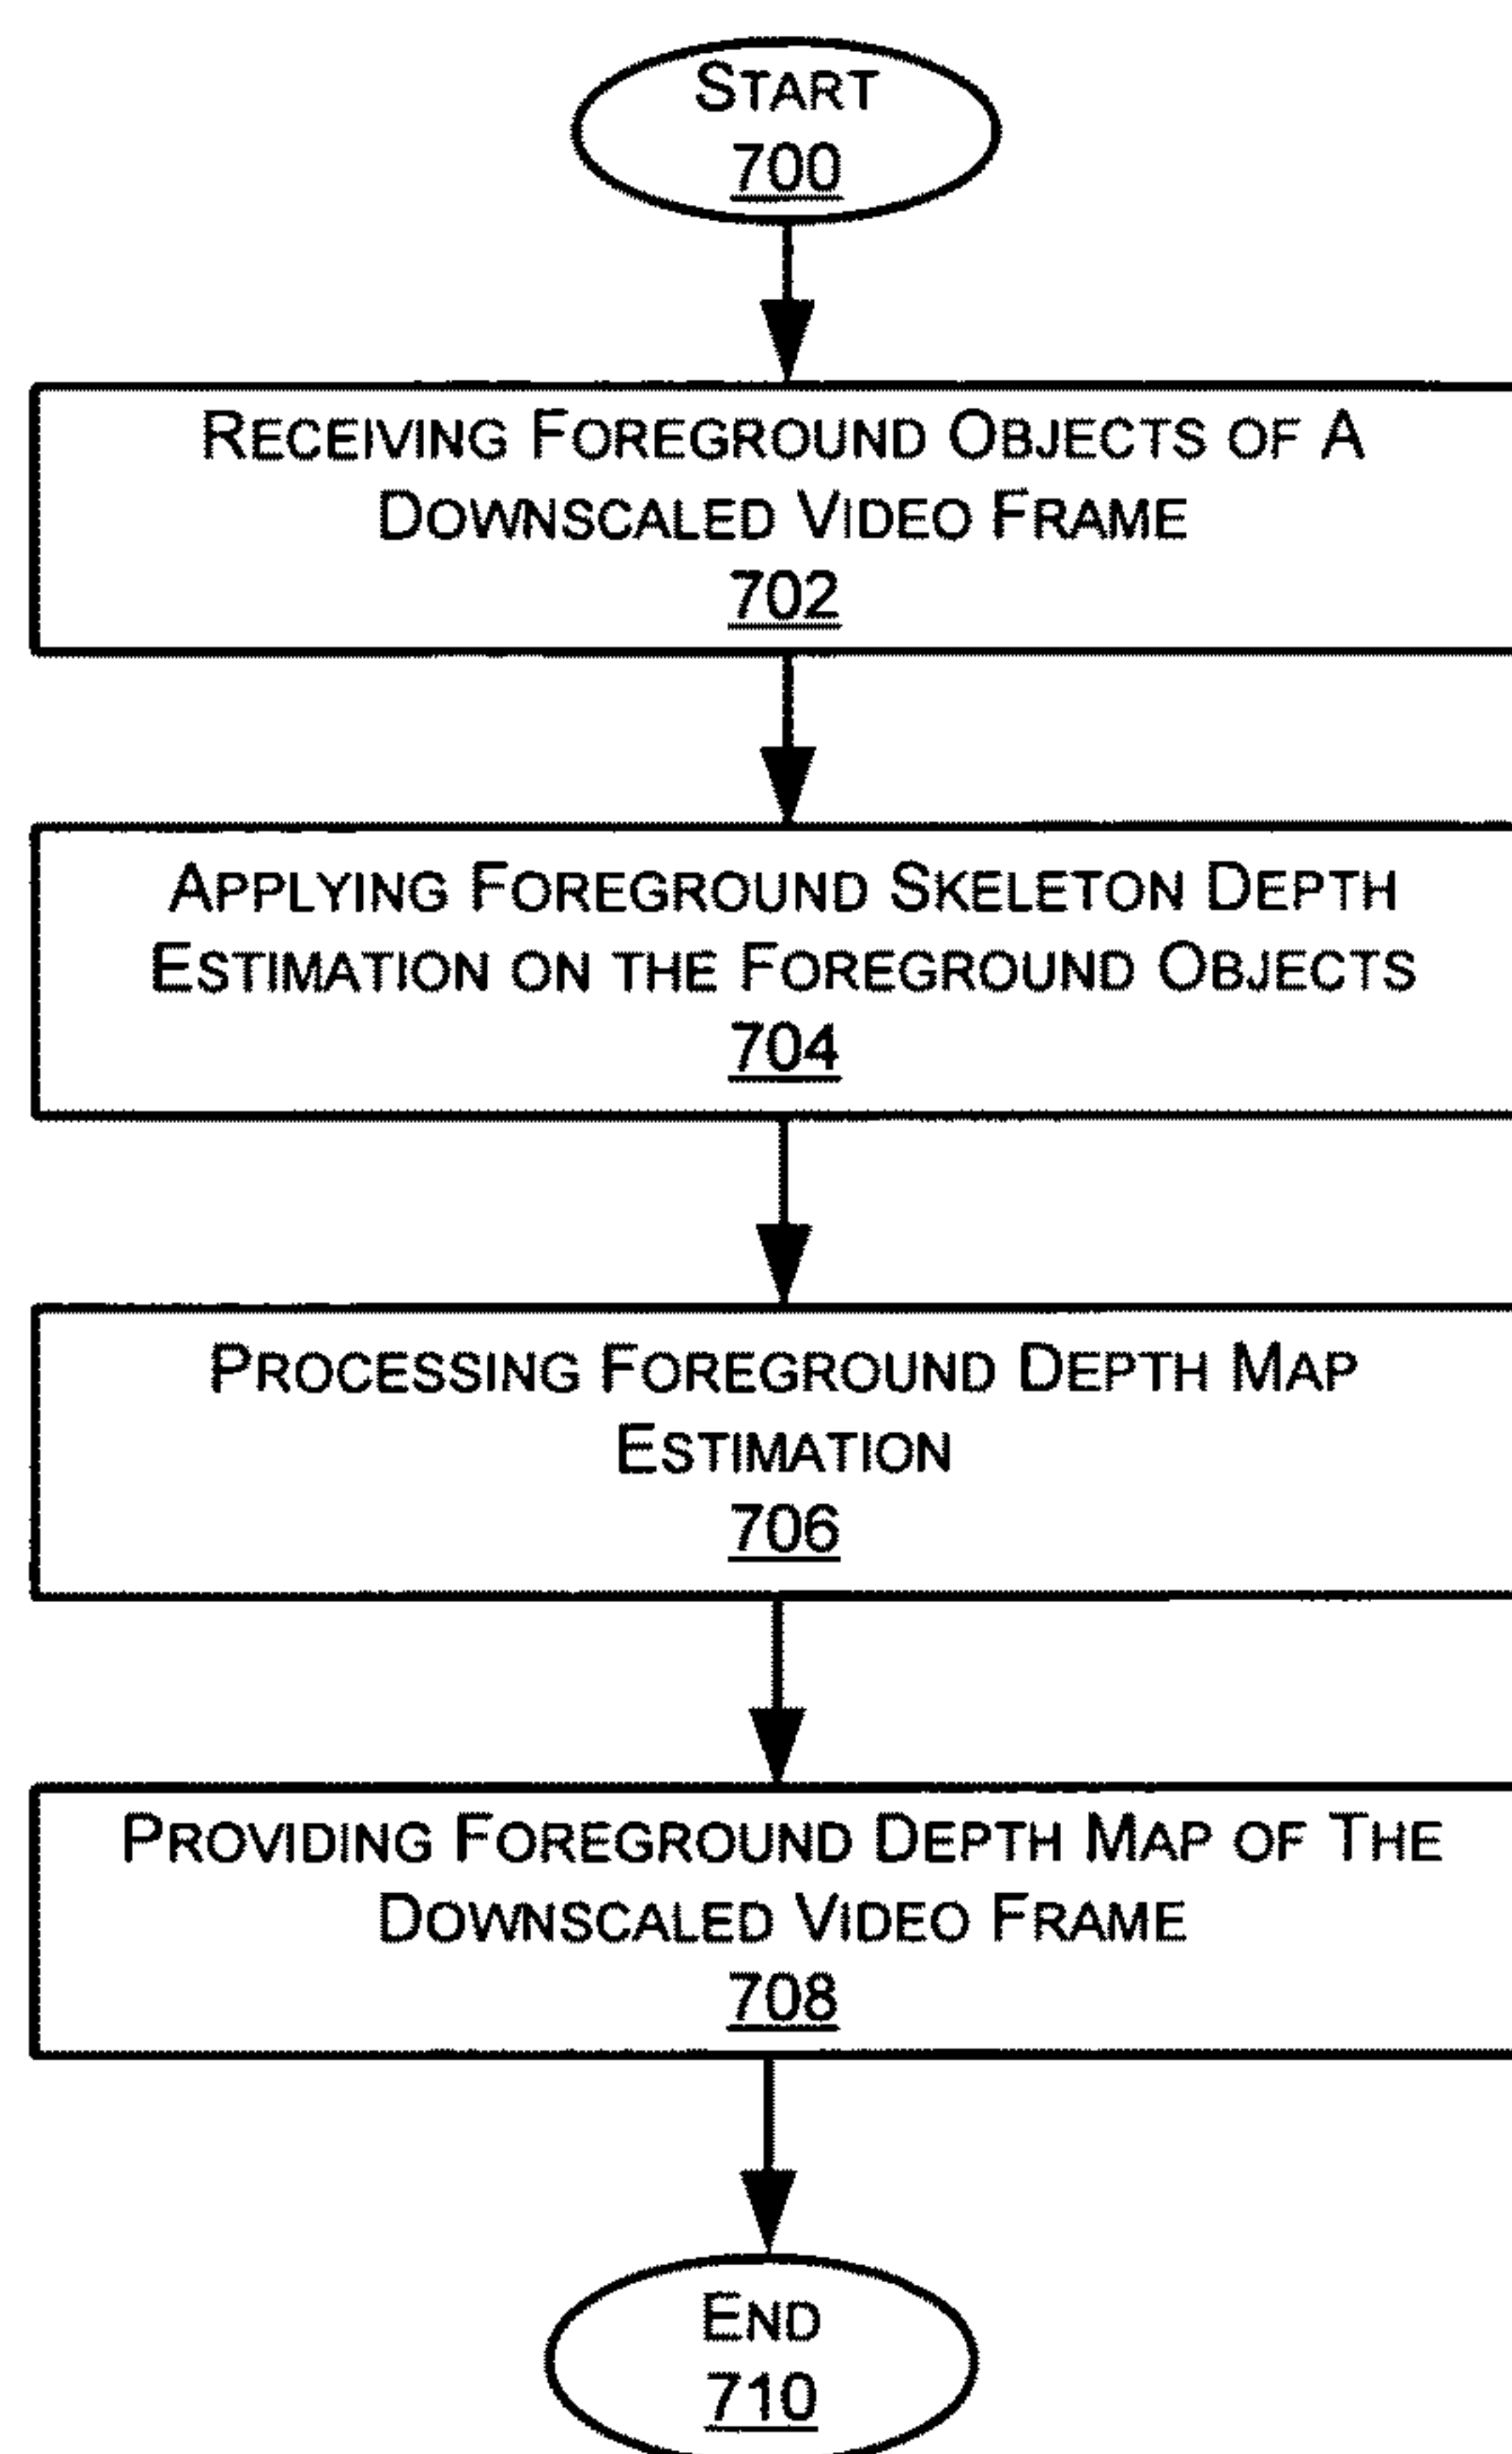 START
700
RECEIVING FOREGROUND OBJECTS OF A
DOWNSCALED VIDEO FRAME
702
APPLYING FOREGROUND SKELETON DEPTH
ESTIMATION ON THE FOREGROUND OBJECTS
704
PROCESSING FOREGROUND DEPTH MAP
ESTIMATION
706
PROVIDING FOREGROUND DEPTH MAP OF THE
DOWNSCALED VIDEO FRAME
708
END
710